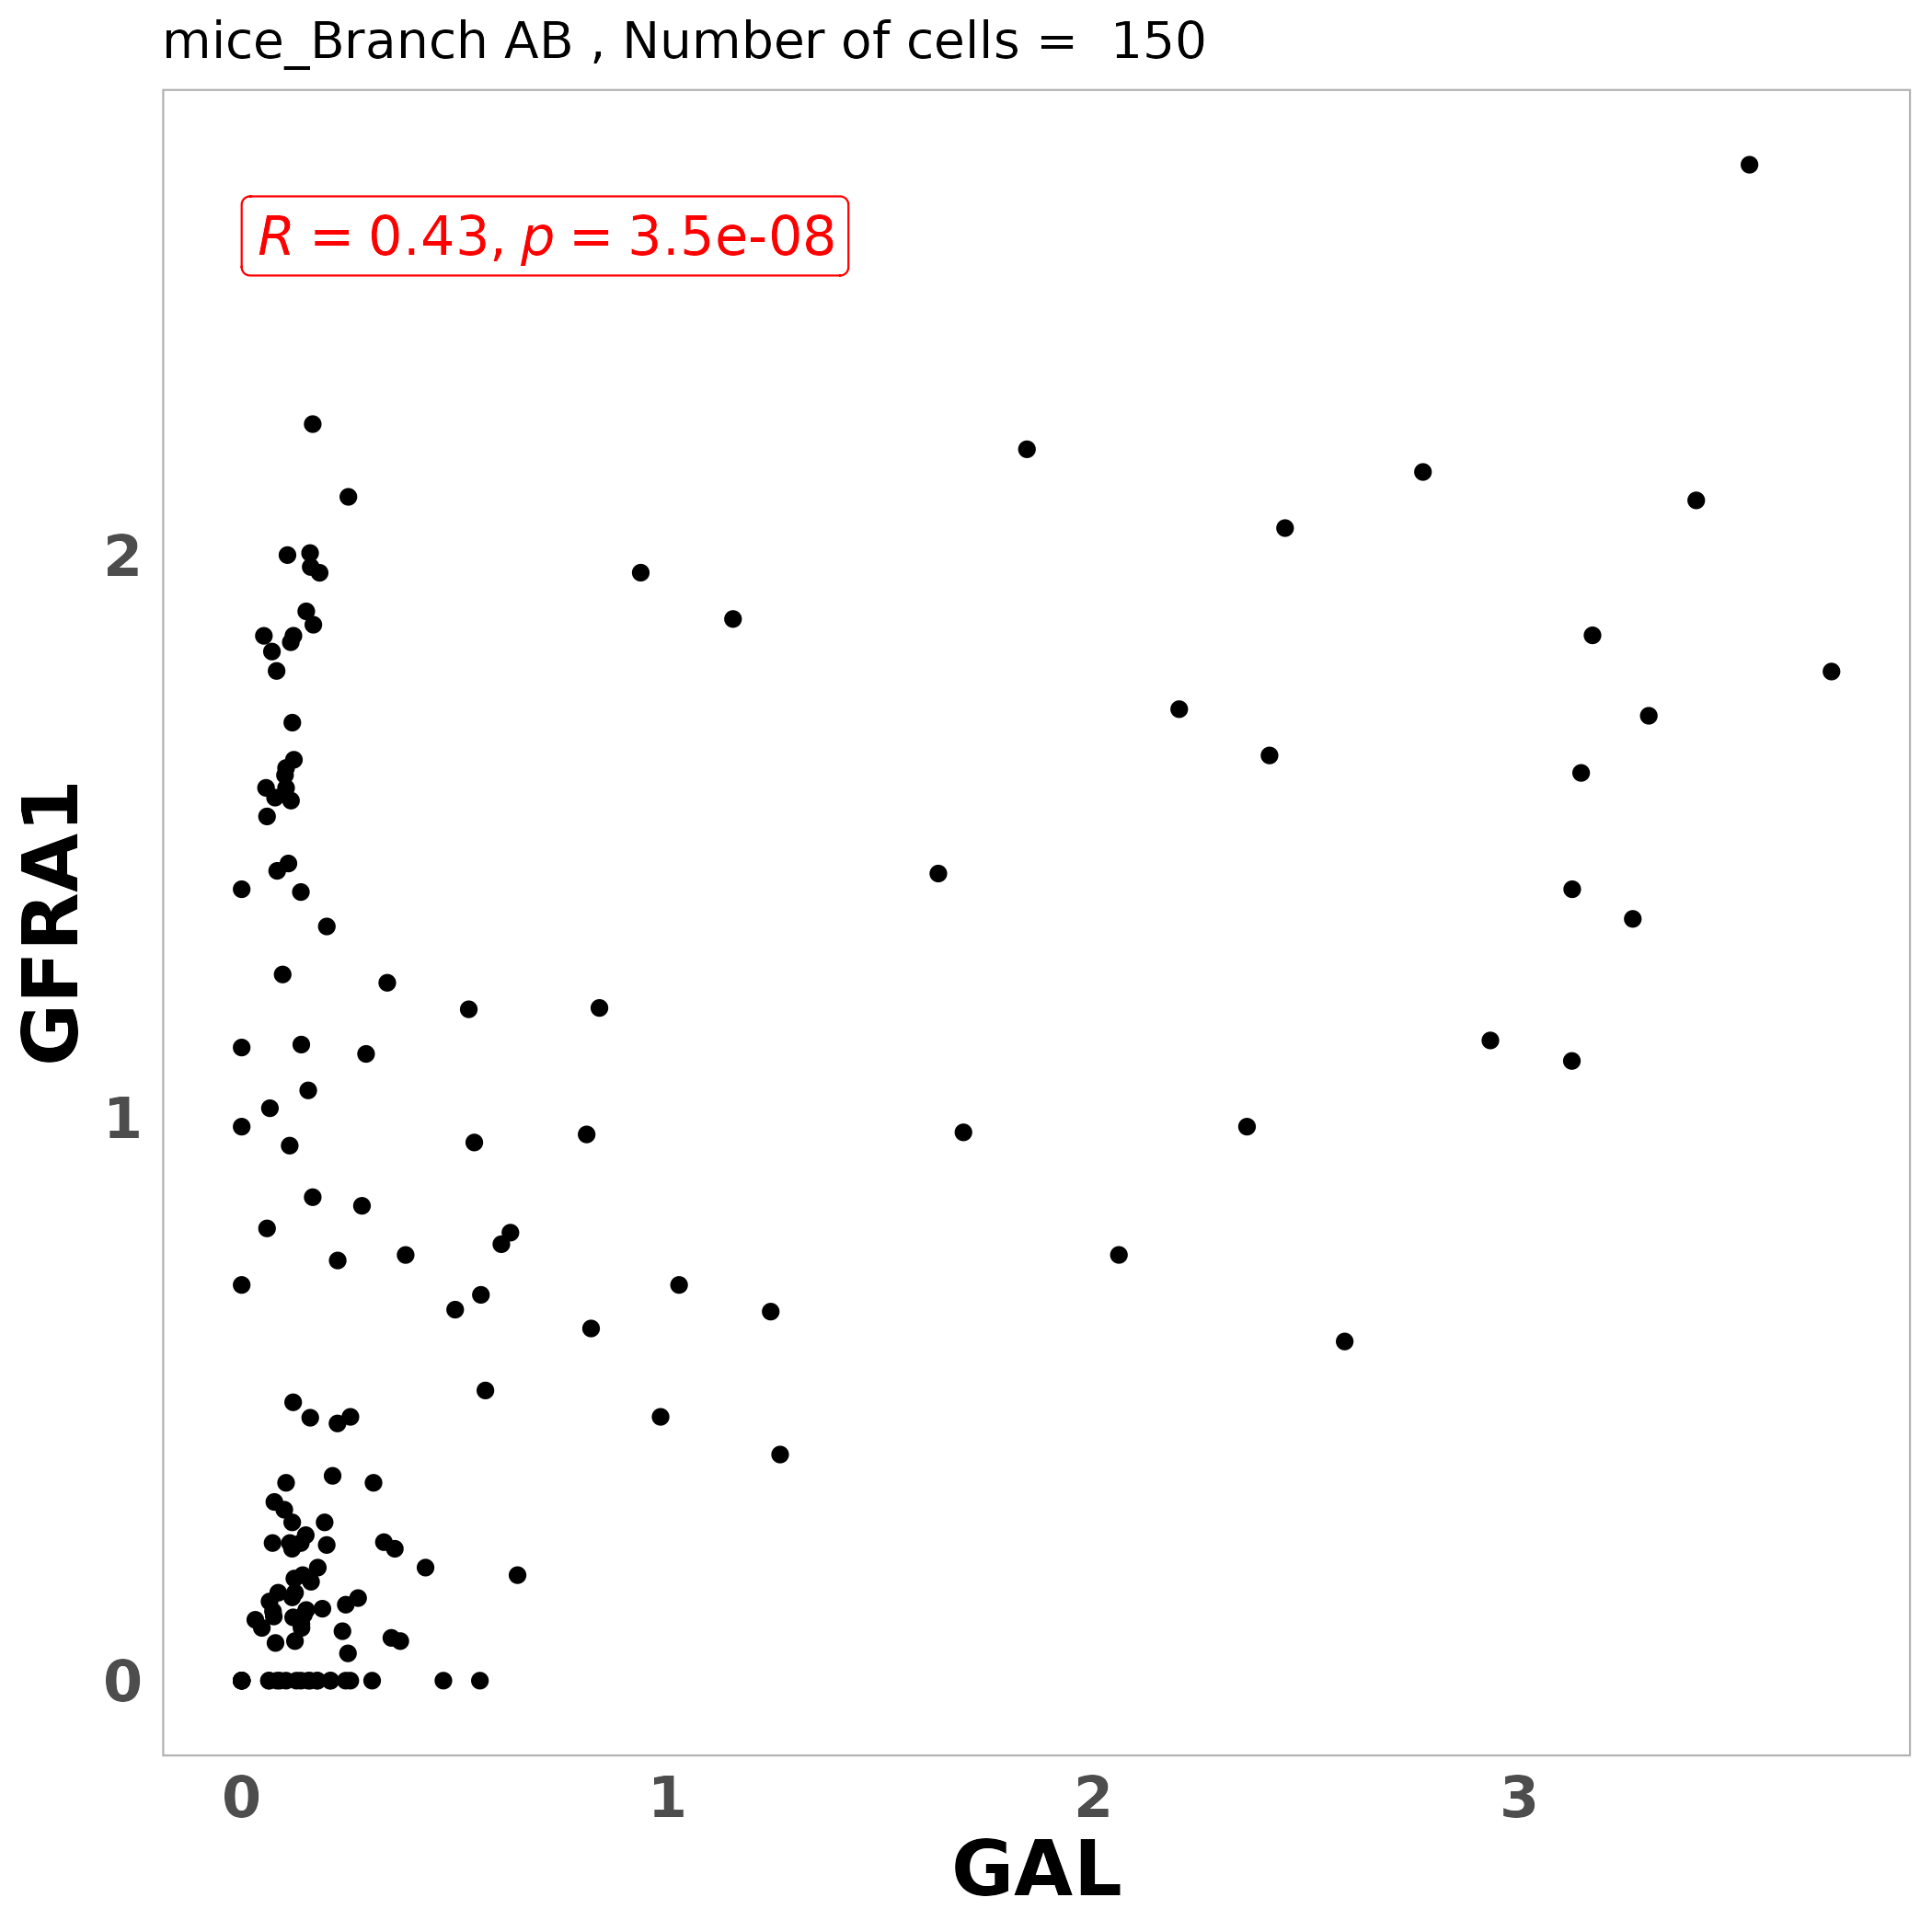 mice_Branch AB , Number of cells =  150
R = 0.43, p = 3.5e-08
GFRA1
2
1
0
0 1 2 3
GAL